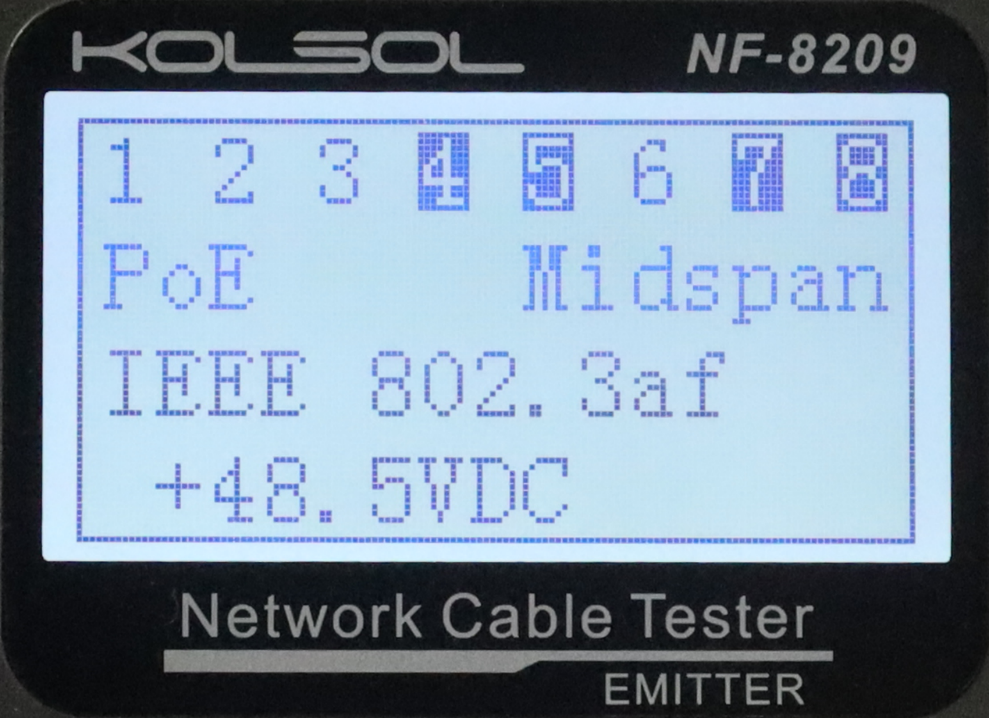 KOLSOL NF-8209
1 2 3 4 5 6 7 8
PoE Midspan
IEEE 802.3af
+48.5VDC
Network Cable Tester
EMITTER